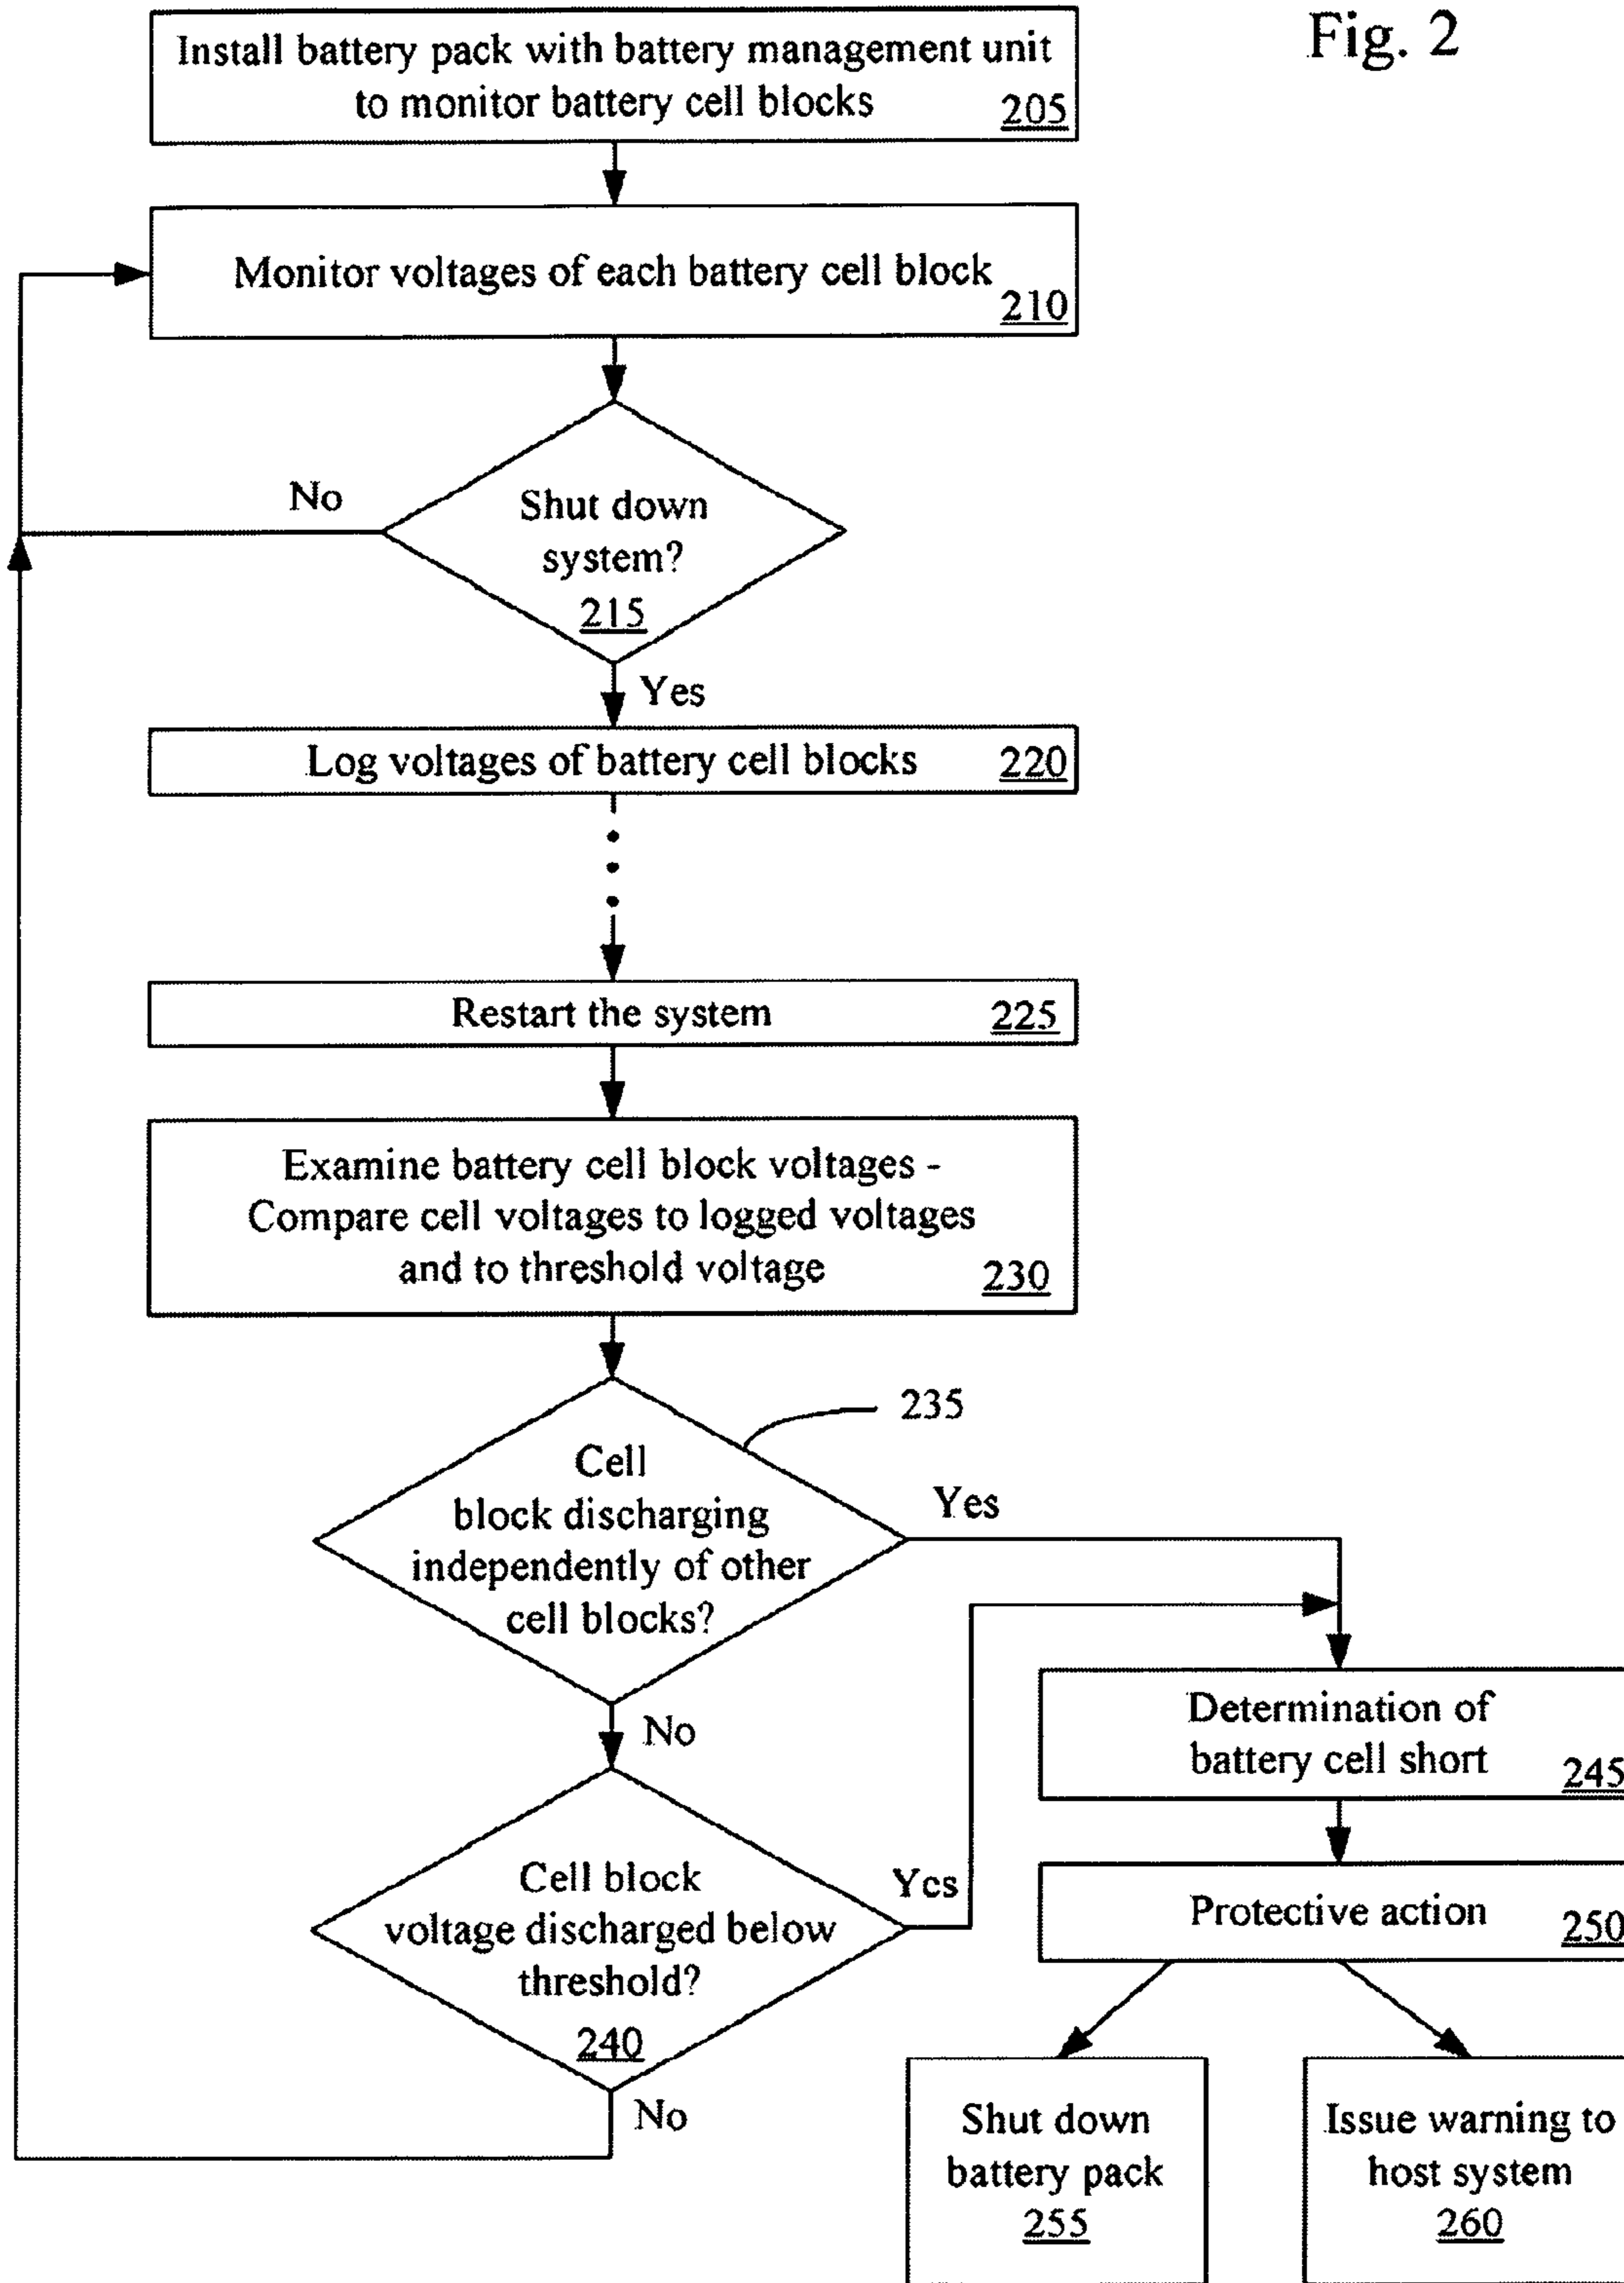 Fig. 2
Install battery pack with battery management unit
to monitor battery cell blocks
205
Monitor voltages of each battery cell block
210
No
Shut down
system?
215
Yes
Log voltages of battery cell blocks
220
Restart the system
225
Examine battery cell block voltages -
Compare cell voltages to logged voltages
and to threshold voltage
230
235
Cell
block discharging
independently of other
cell blocks?
Yes
No
Determination of
battery cell short
245
Cell block
voltage discharged below
threshold?
240
Yes
Protective action
250
No
Shut down
battery pack
255
Issue warning to
host system
260